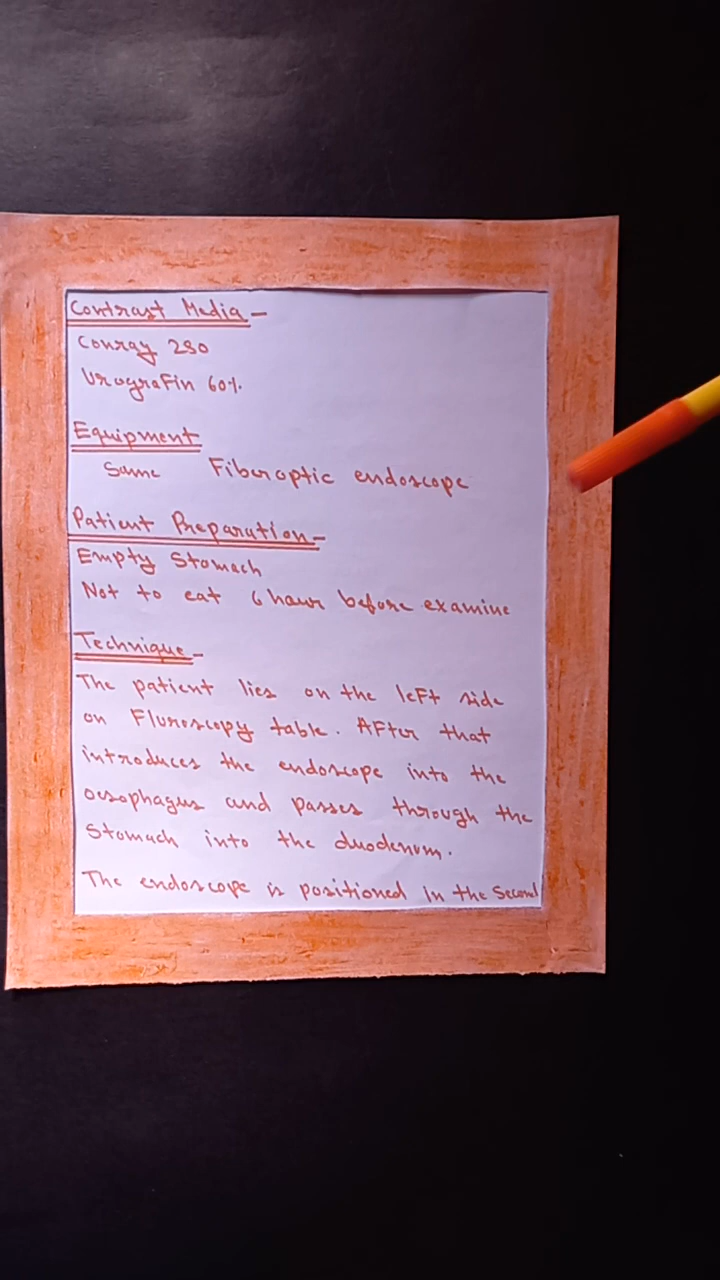 Contrast Media -
Conray 280
Urografin 60%
Equipment
Same Fiberoptic endoscope
Patient Preparation -
Empty Stomach
Not to eat 6 hour before examine
Technique -
The patient lies on the left side
on Fluroscopy table. After that
introduces the endoscope into the
oesophagus and passes through the
Stomach into the duodenum.
The endoscope is positioned in the Second